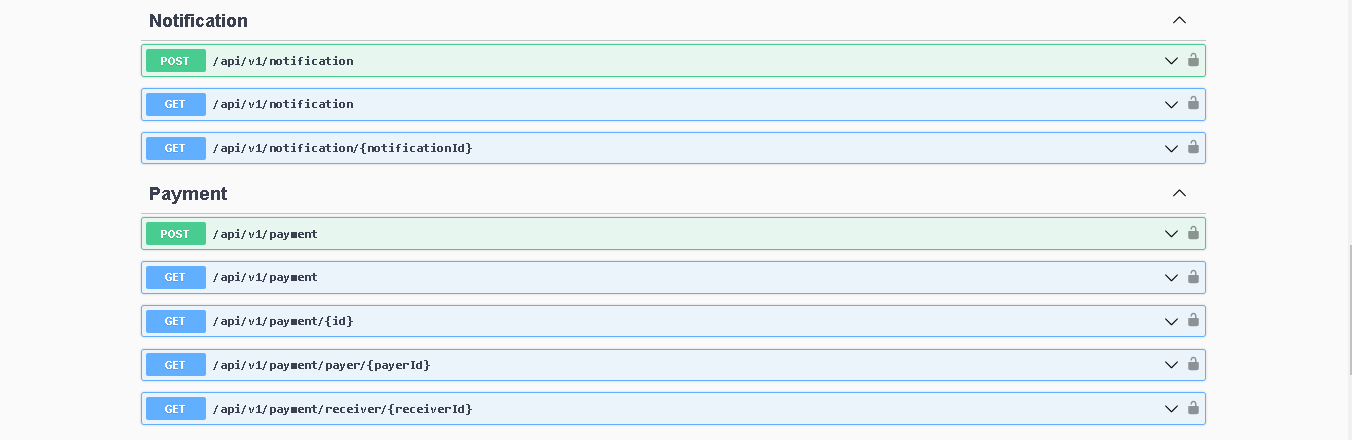 Notification
POST /api/v1/notification
GET /api/v1/notification
GET /api/v1/notification/{notificationId}
Payment
POST /api/v1/payment
GET /api/v1/payment
GET /api/v1/payment/{id}
GET /api/v1/payment/payer/{payerId}
GET /api/v1/payment/receiver/{receiverId}